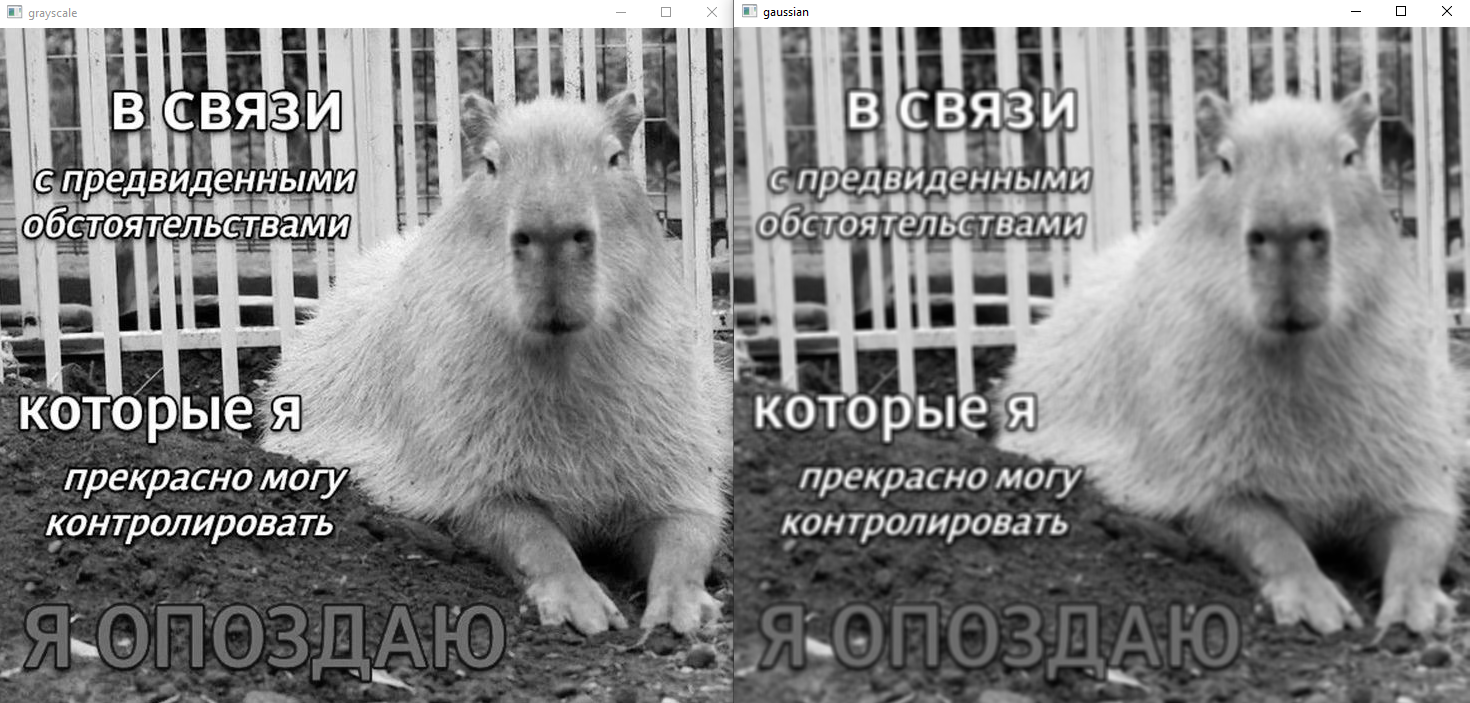 grayscale
в связи
с предвиденными
обстоятельствами
которые я
прекрасно могу
контролировать
Я ОПОЗДАЮ
gaussian
в связи
с предвиденными
обстоятельствами
которые я
прекрасно могу
контролировать
Я ОПОЗДАЮ